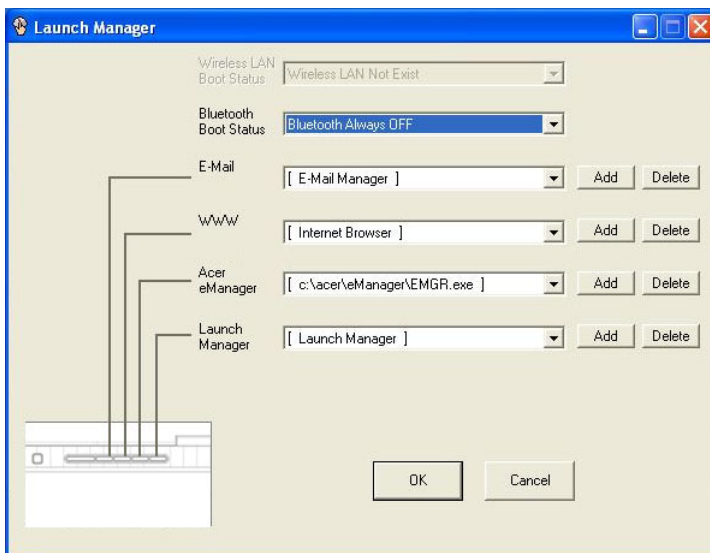 Launch Manager
Wireless LAN
Boot Status
Wireless LAN Not Exist
Bluetooth
Boot Status
Bluetooth Always OFF
E-Mail
[ E-Mail Manager ]
Add
Delete
WWW
[ Internet Browser ]
Add
Delete
Acer
eManager
[ c:\acer\eManager\EMGR.exe ]
Add
Delete
Launch
Manager
[ Launch Manager ]
Add
Delete
OK
Cancel